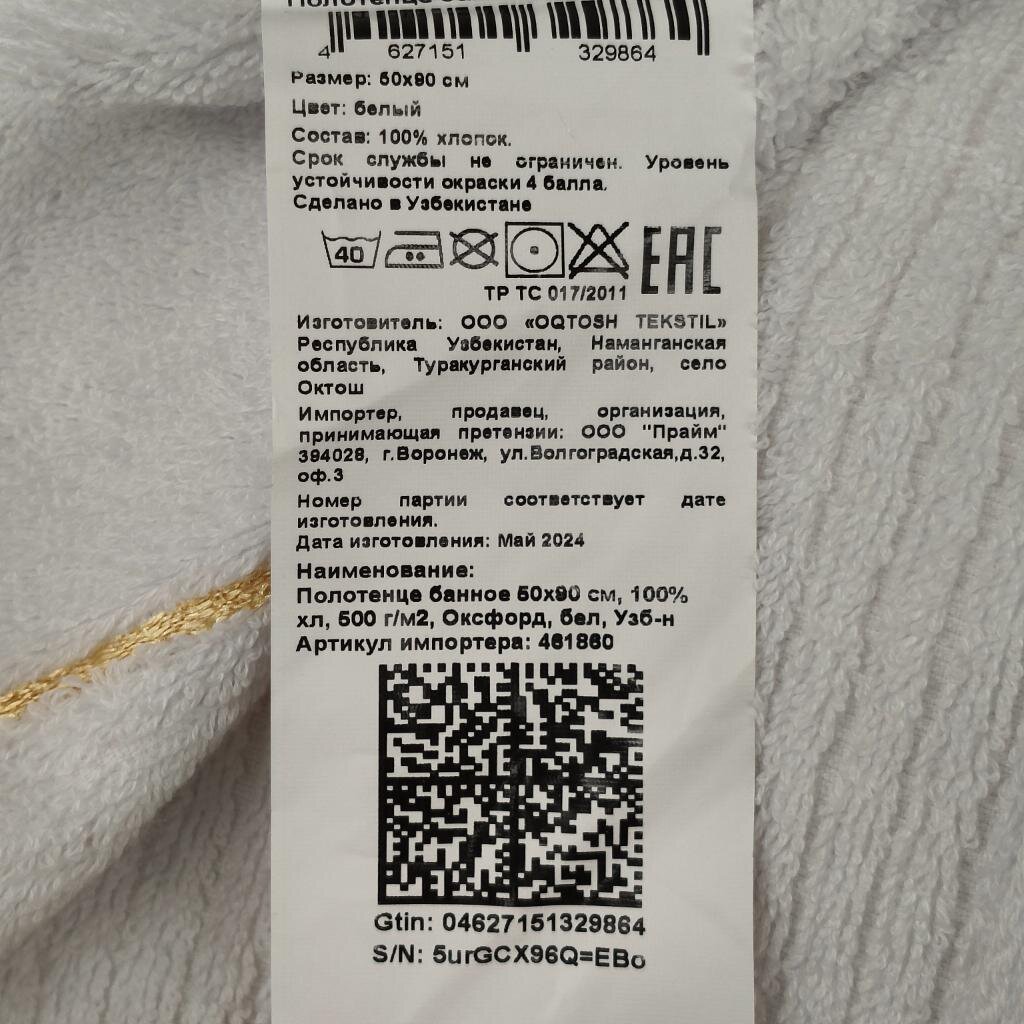 Полотенце
4 627151 329864
Размер: 50х90 см
Цвет: белый
Состав: 100% хлопок.
Срок службы не ограничен. Уровень
устойчивости окраски 4 балла.
Сделано в Узбекистане
40
EAC
ТР ТС 017/2011
Изготовитель: ООО «OQTOSH TEKSTIL»
Республика Узбекистан, Наманганская
область, Туракурганский район, село
Октош
Импортер, продавец, организация,
принимающая претензии: ООО "Прайм"
394028, г.Воронеж, ул.Волгоградская,д.32,
оф.3
Номер партии соответствует дате
изготовления.
Дата изготовления: Май 2024
Наименование:
Полотенце банное 50х90 см, 100%
хл, 500 г/м2, Оксфорд, бел, Узб-н
Артикул импортера: 461860
Gtin: 04627151329864
S/N: 5urGCX96Q=EBo